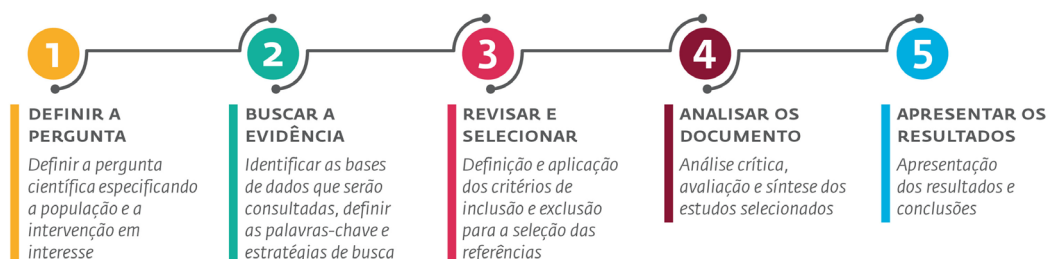 1
2
3
4
5
DEFINIR A
PERGUNTA
Definir a pergunta
científica especificando
a população e a
intervenção em
interesse
BUSCAR A
EVIDÊNCIA
Identificar as bases
de dados que serão
consultadas, definir
as palavras-chave e
estratégias de busca
REVISAR E
SELECIONAR
Definição e aplicação
dos critérios de
inclusão e exclusão
para a seleção das
referências
ANALISAR OS
DOCUMENTO
Análise crítica,
avaliação e síntese dos
estudos selecionados
APRESENTAR OS
RESULTADOS
Apresentação
dos resultados e
conclusões